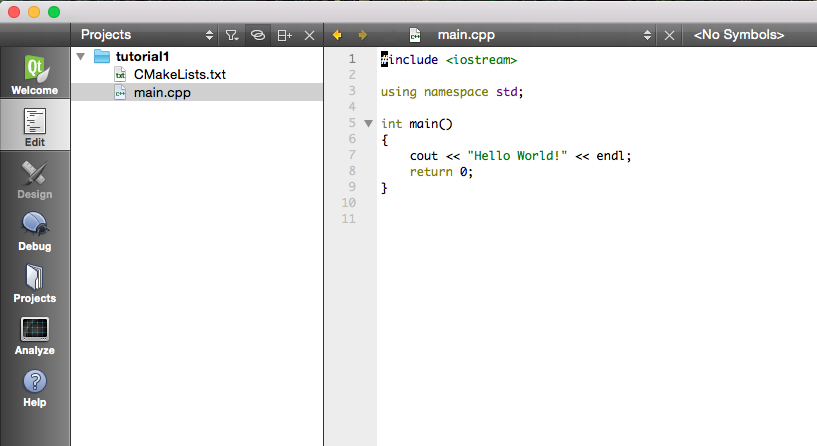 Projects
main.cpp
<No Symbols>
Qt
Welcome
Edit
Design
Debug
Projects
Analyze
? Help
tutorial1
txt CMakeLists.txt
c++ main.cpp
1 #include <iostream>
2
3 using namespace std;
4
5 int main()
6 {
7     cout << "Hello World!" << endl;
8     return 0;
9 }
10
11